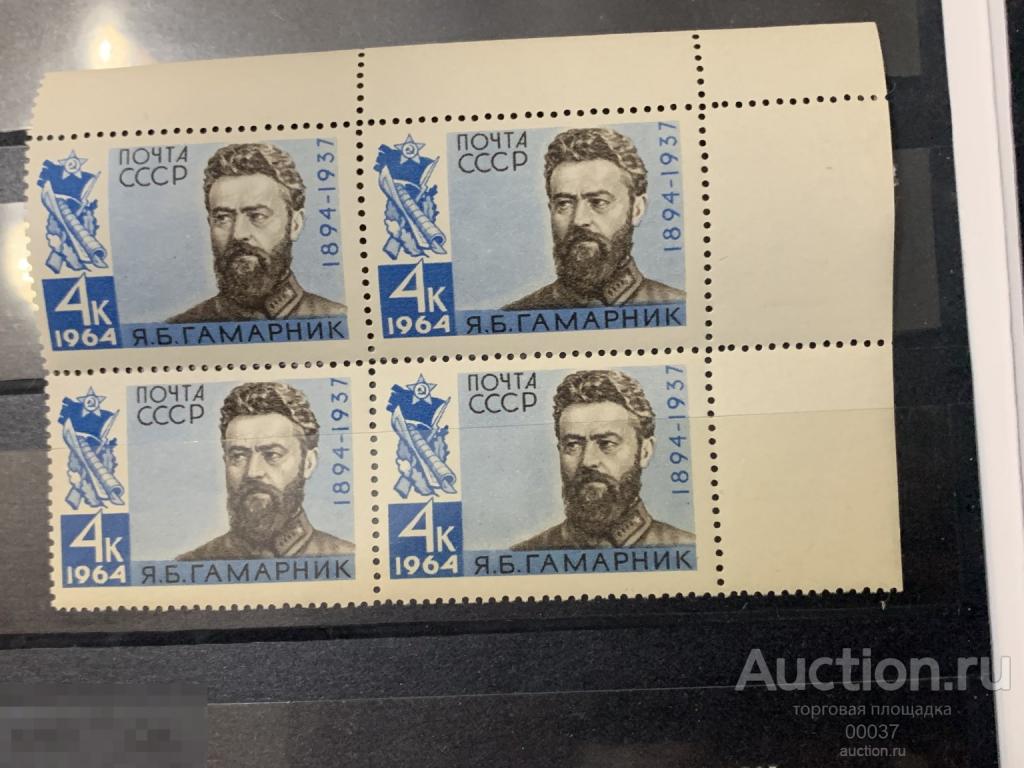 ПОЧТА
СССР
1894-1937
4К
1964
Я.Б.ГАМАРНИК
ПОЧТА
СССР
1894-1937
4К
1964
Я.Б.ГАМАРНИК
ПОЧТА
СССР
1894-1937
4К
1964
Я.Б.ГАМАРНИК
ПОЧТА
СССР
1894-1937
4К
1964
Я.Б.ГАМАРНИК
Auction.ru
торговая площадка
00037
auction.ru